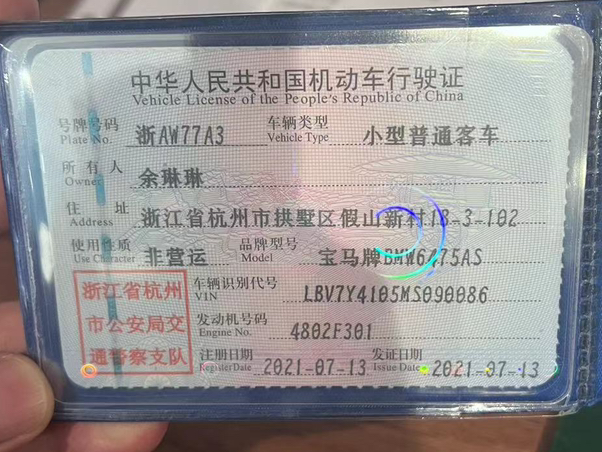 中华人民共和国机动车行驶证
Vehicle License of the People's Republic of China
号牌号码 浙AW77A3 车辆类型 小型普通客车
Plate No. Vehicle Type
所有人 余琳琳
Owner
住址 浙江省杭州市拱墅区假山新村18-3-102
Address
使用性质 非营运 品牌型号 宝马牌BMW6475AS
Use Character Model
浙江省杭州 车辆识别代号 LBV7Y4105MS090086
VIN
市公安局交 发动机号码 4802F301
Engine No.
通警察支队 注册日期 2021-07-13 发证日期 2021-07-13
Register Date Issue Date